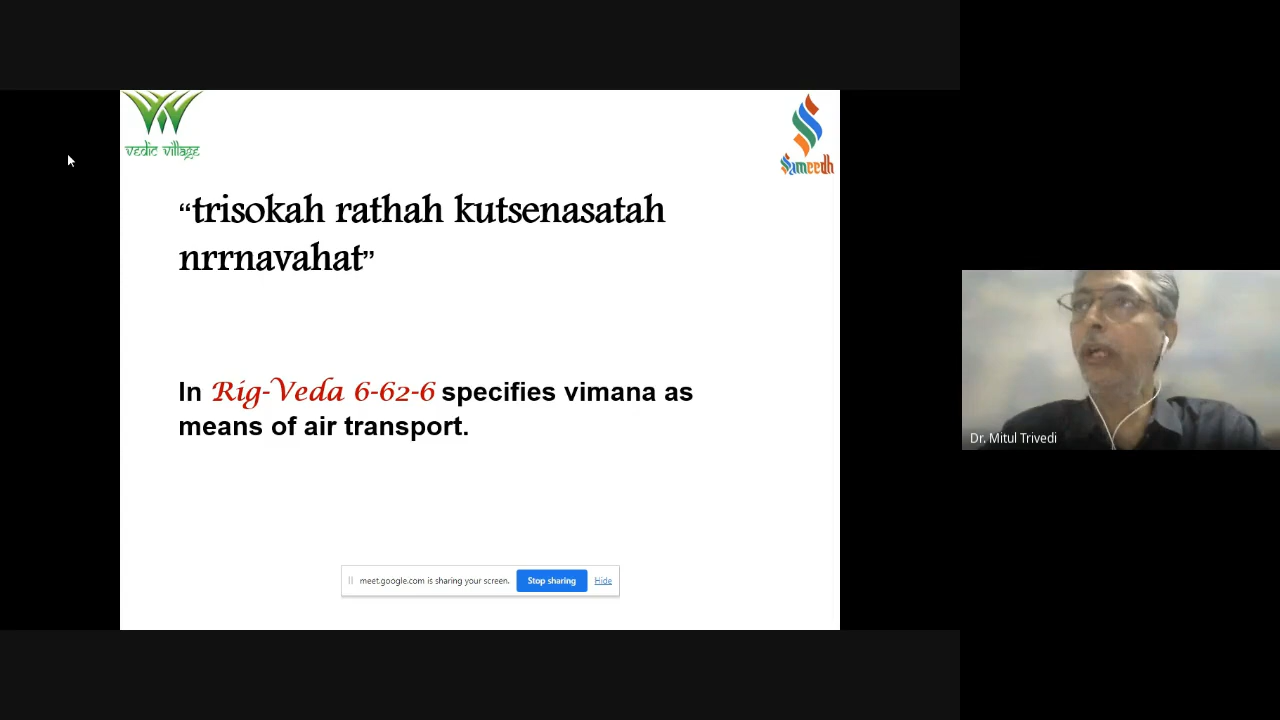 vedic village
Sameedh
“trisokah rathah kutsenasatah
nrrnavahat”
In Rig-Veda 6-62-6 specifies vimana as
means of air transport.
meet.google.com is sharing your screen. Stop sharing Hide
Dr. Mitul Trivedi